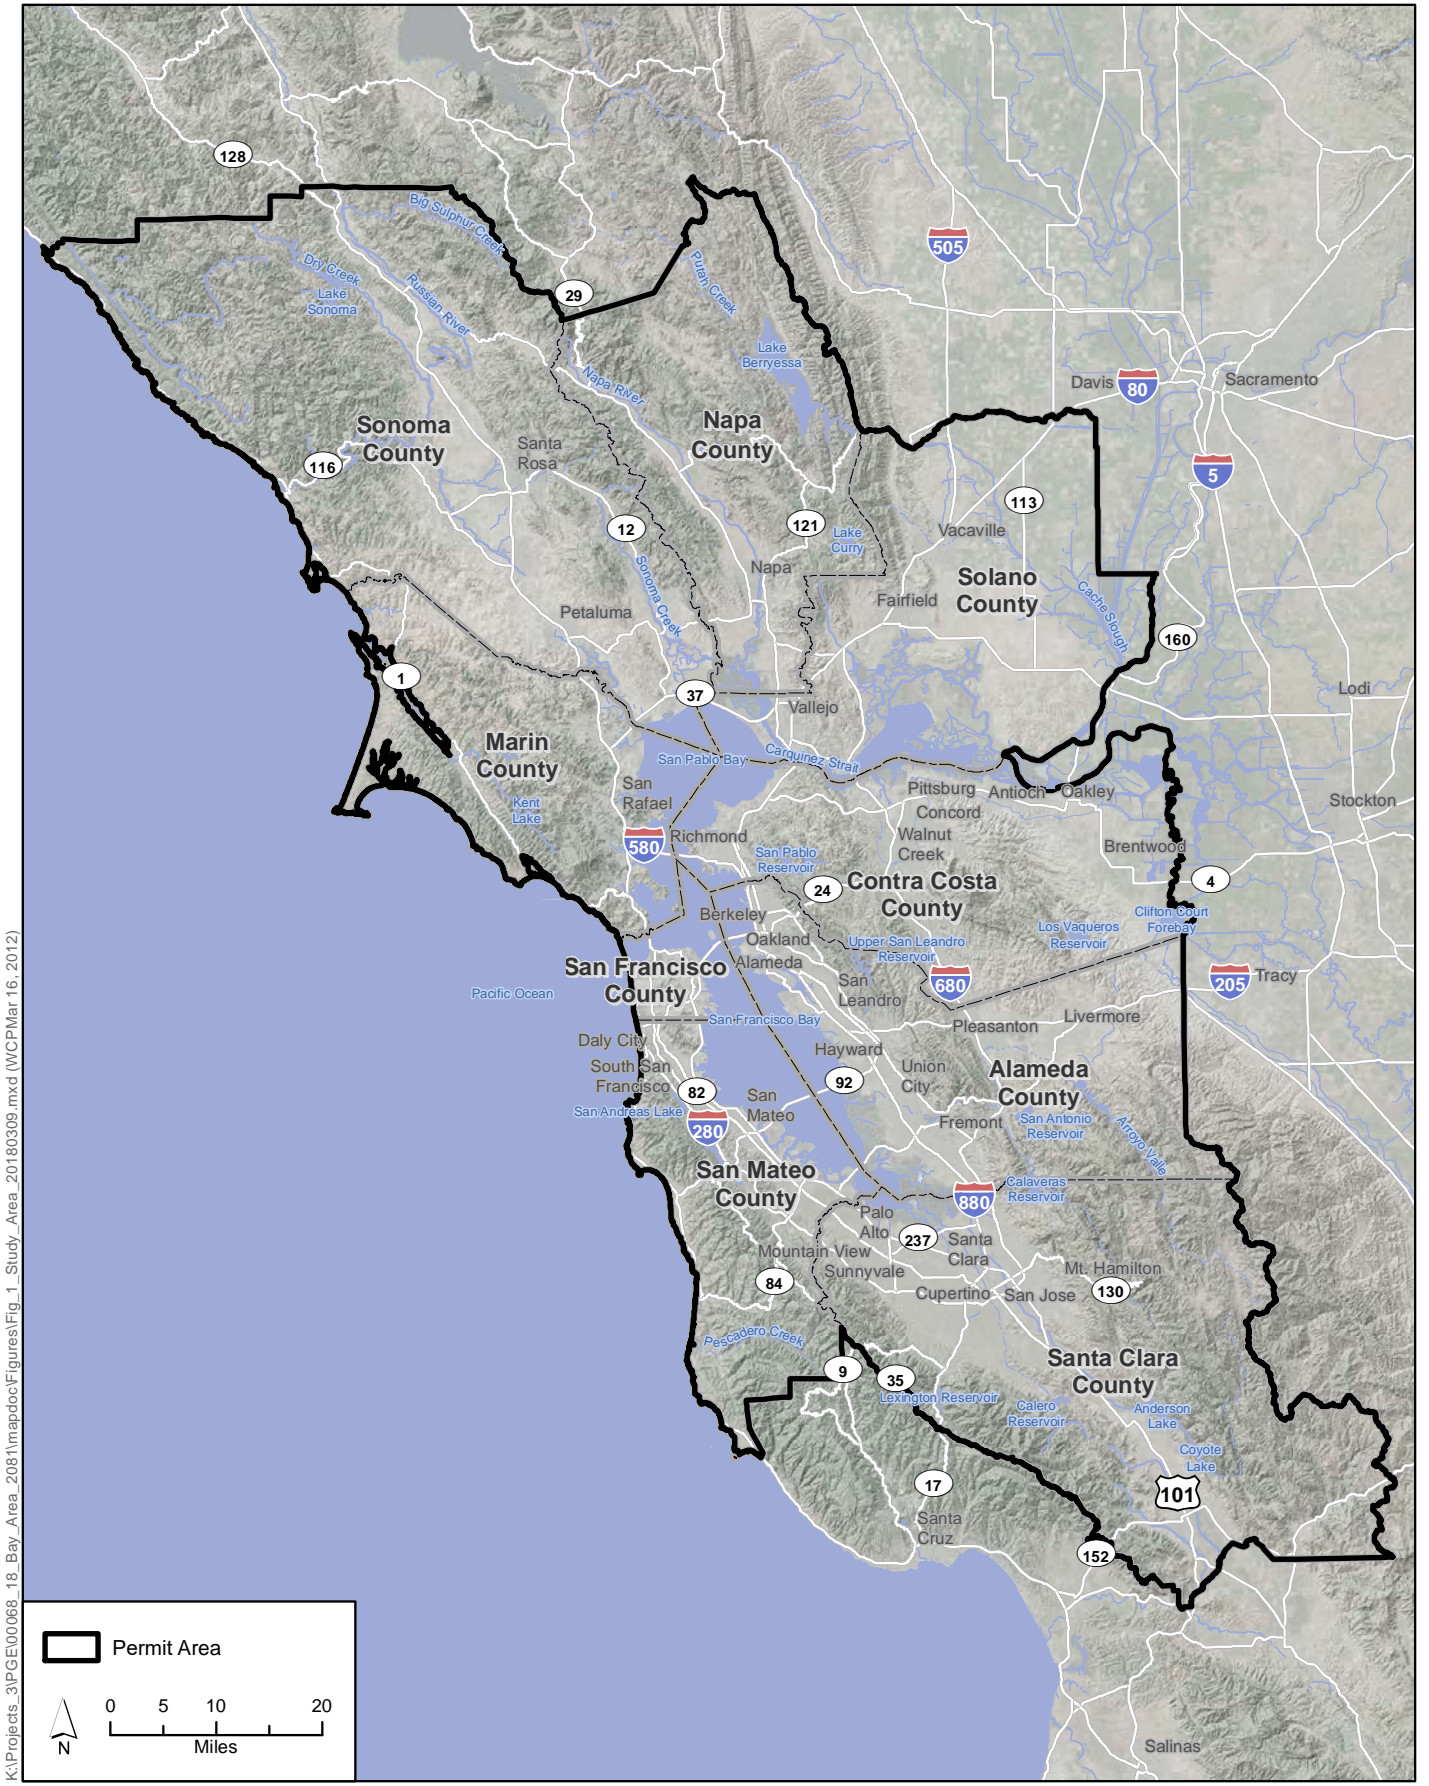 128
Big Sulphur Creek
505
Dry Creek
Lake
Sonoma
Russian River
29
Putah Creek
Lake
Berryessa
Napa River
Davis
80
Sacramento
Sonoma
County
116
Santa
Rosa
Napa
County
5
113
12
121
Lake
Curry
Vacaville
Sonoma Creek
Napa
Solano
County
Cache Slough
Petaluma
Fairfield
160
1
37
Vallejo
Lodi
Marin
County
San Pablo Bay
Carquinez Strait
San
Rafael
Kent
Lake
Pittsburg
Antioch
Oakley
Stockton
Concord
580
Richmond
Walnut
Creek
Brentwood
San Pablo
Reservoir
24
Contra Costa
County
4
Berkeley
Clifton Court
Forebay
Los Vaqueros
Reservoir
Oakland
Upper San Leandro
Reservoir
Alameda
San Francisco
County
Pacific Ocean
San
Leandro
680
205
Tracy
San Francisco Bay
Pleasanton
Livermore
Daly City
Hayward
South San
Francisco
Union
City
Alameda
County
82
92
San
Mateo
San Andreas Lake
280
Fremont
San Antonio
Reservoir
Arroyo Valle
San Mateo
County
880
Calaveras
Reservoir
Palo
Alto
237
Santa
Clara
Mountain View
Sunnyvale
Mt. Hamilton
84
Cupertino
San Jose
130
Pescadero Creek
9
35
Santa Clara
County
Lexington Reservoir
Calero
Reservoir
Anderson
Lake
Coyote
Lake
17
101
Santa
Cruz
152
Salinas
Permit Area
0 5 10 20
Miles
N
K:\Projects_3\PGE\00068_18_Bay_Area_2081\mapdoc\Figures\Fig_1_Study_Area_20180309.mxd (WCPMar 16, 2012)